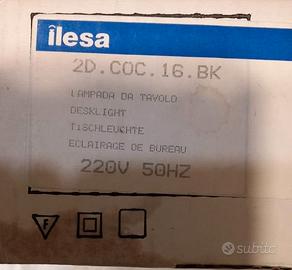 ilesa
2D.COC.16.BK
LAMPADA DA TAVOLO
DESKLIGHT
TISCHLEUCHTE
ECLAIRAGE DE BUREAU
220V 50HZ
F
subito